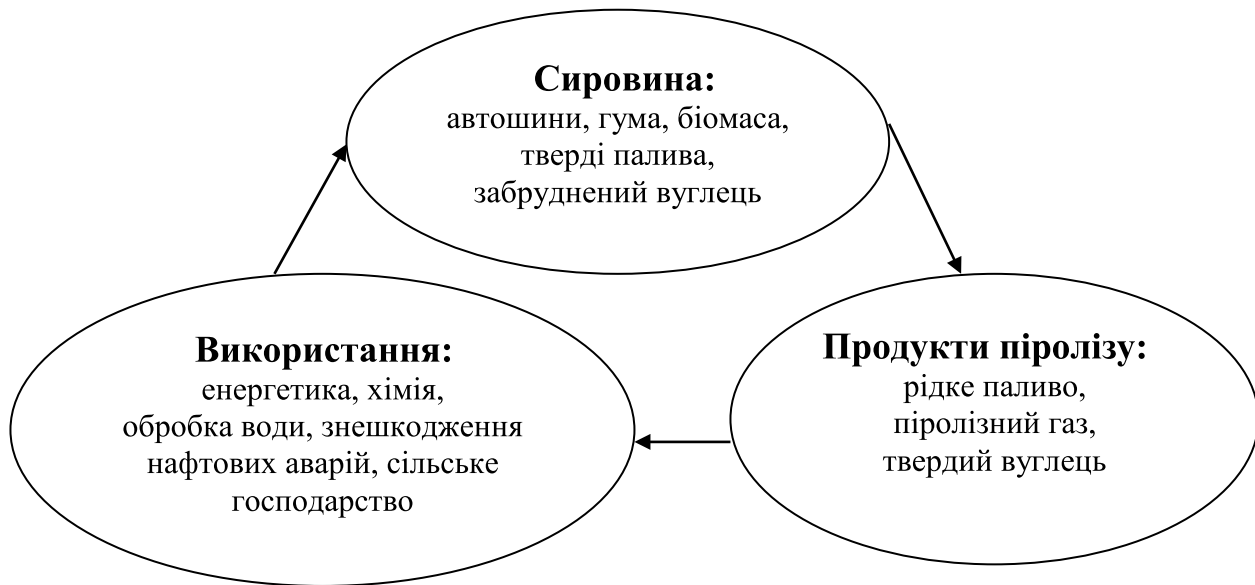 Сировина:
автошини, гума, біомаса,
тверді палива,
забруднений вуглець
Використання:
енергетика, хімія,
обробка води, знешкодження
нафтових аварій, сільське
господарство
Продукти піролізу:
рідке паливо,
піролізний газ,
твердий вуглець